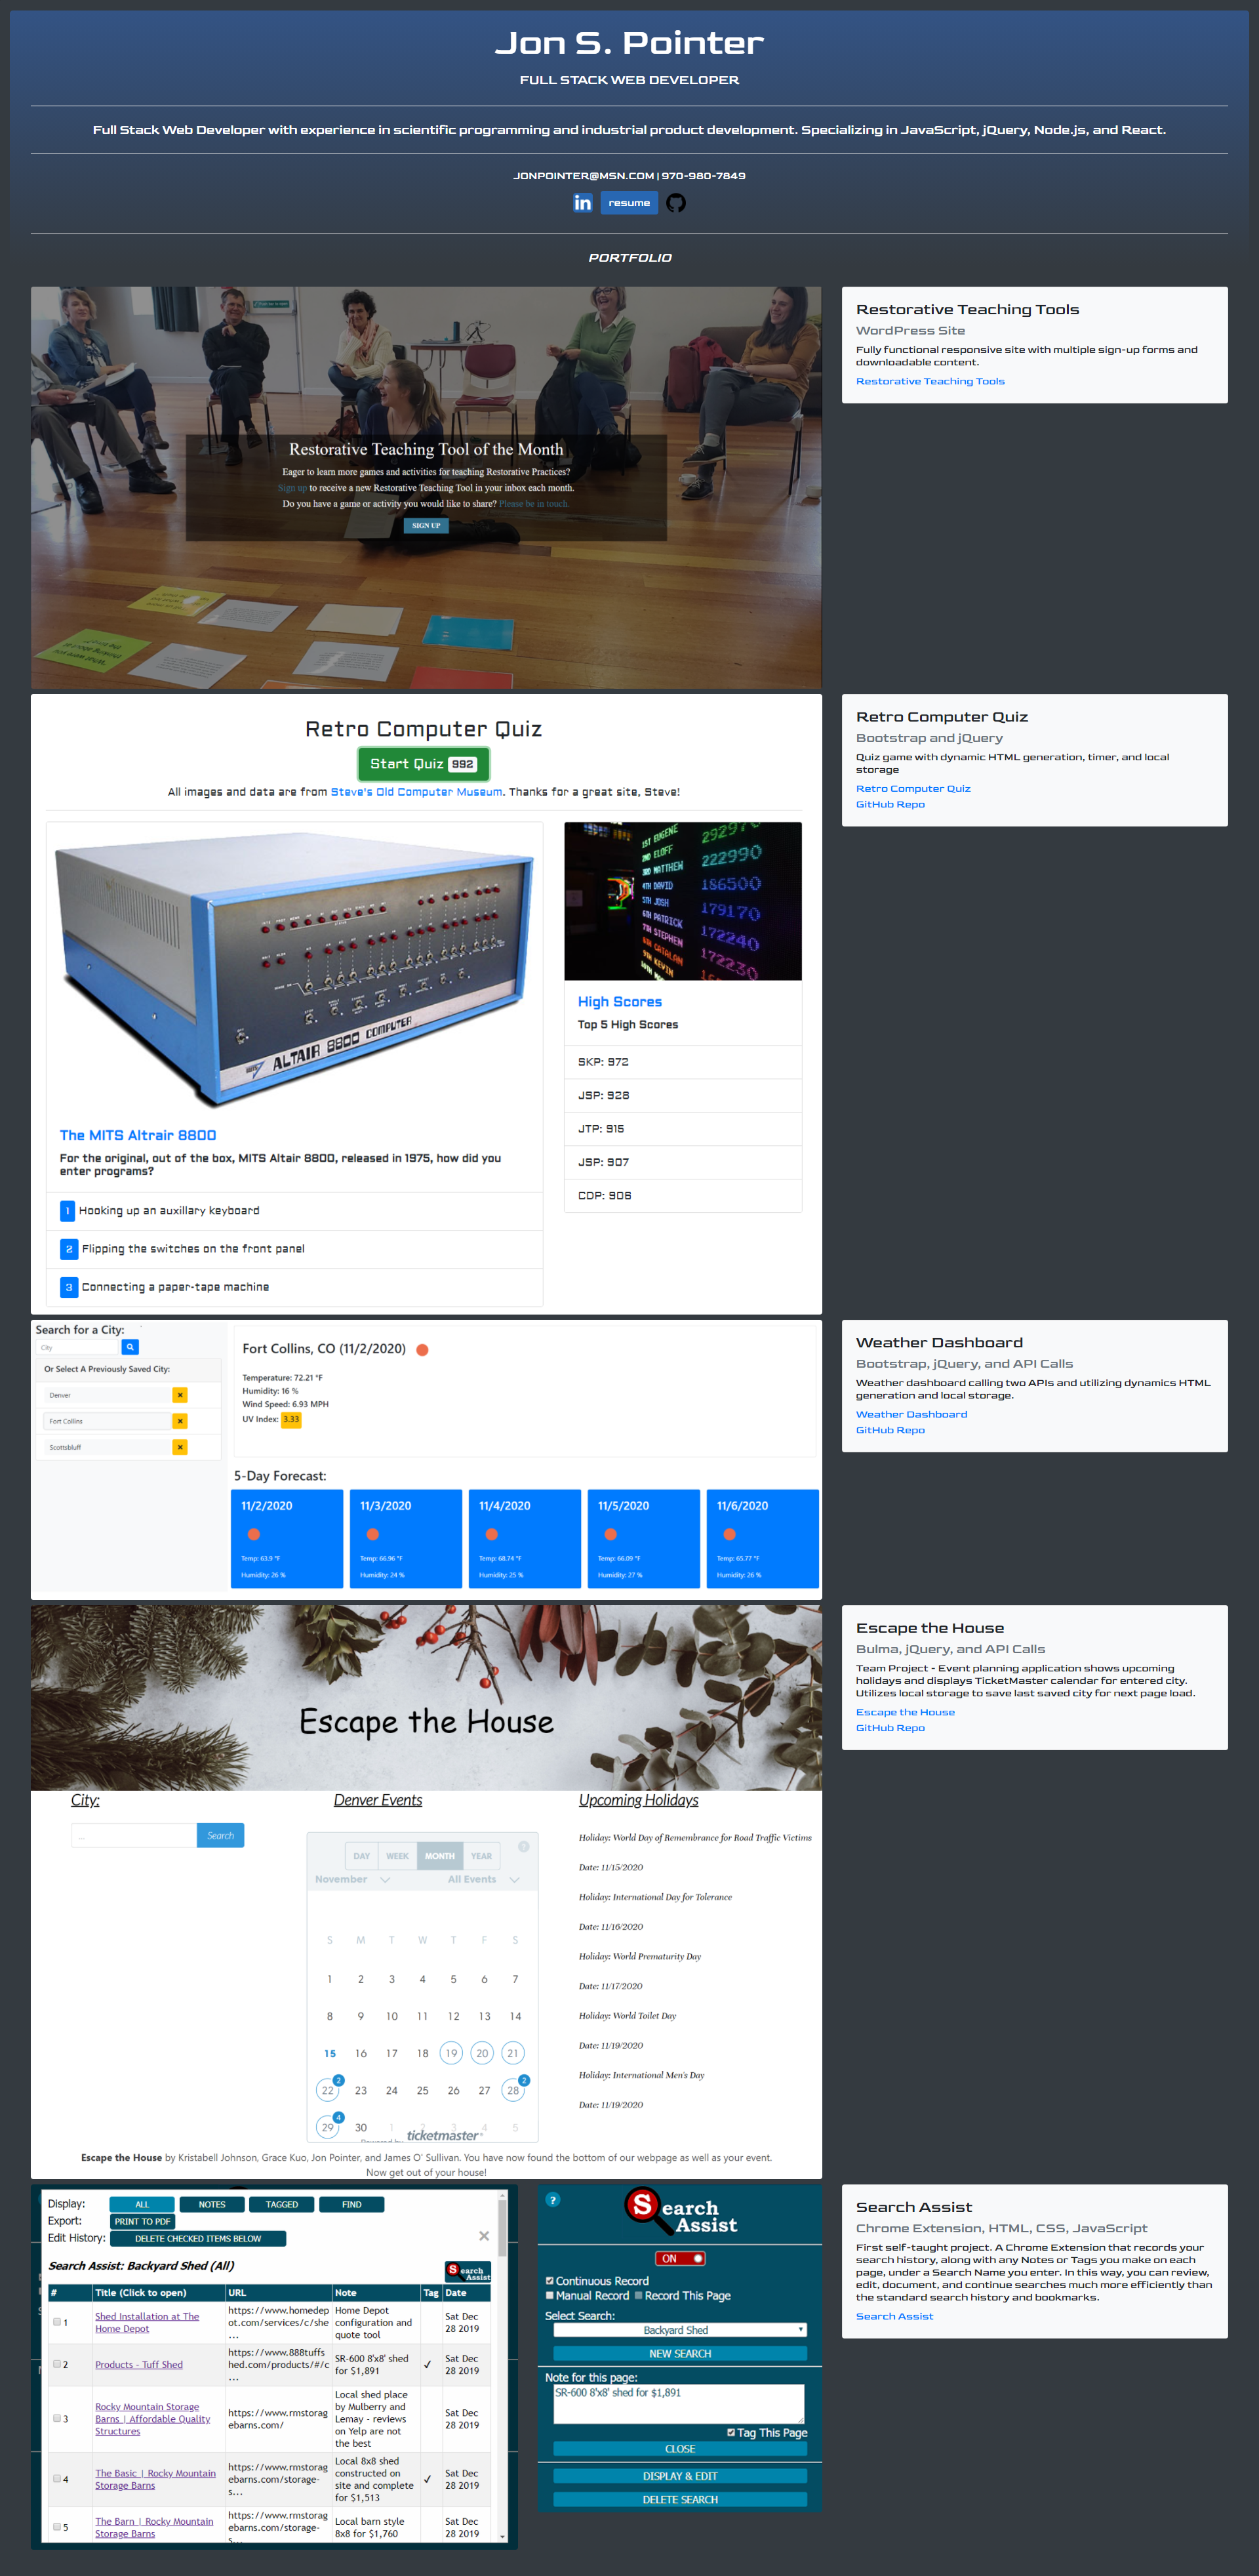 Jon S. Pointer
FULL STACK WEB DEVELOPER
Full Stack Web Developer with experience in scientific programming and industrial product development. Specializing in JavaScript, jQuery, Node.js, and React.
JONPOINTER@MSN.COM | 970-980-7849
in resume
PORTFOLIO
Restorative Teaching Tool of the Month
Eager to learn more games and activities for teaching Restorative Practices?
Sign up to receive a new Restorative Teaching Tool in your inbox each month.
Do you have a game or activity you would like to share? Please be in touch.
SIGN UP
Restorative Teaching Tools
WordPress Site
Fully functional responsive site with multiple sign-up forms and
downloadable content.
Restorative Teaching Tools
Retro Computer Quiz
Start Quiz 992
All images and data are from Steve's Old Computer Museum. Thanks for a great site, Steve!
ALTAIR 8800 COMPUTER
The MITS Altrair 8800
For the original, out of the box, MITS Altair 8800, released in 1975, how did you
enter programs?
1 Hooking up an auxillary keyboard
2 Flipping the switches on the front panel
3 Connecting a paper-tape machine
1ST EUGENE 292970
2ND ELOFF 222990
3RD MATTHEW 186500
4TH DAVID 179170
5TH JOSH 172240
6TH PATRICK 172230
7TH STEPHEN
8TH CATALAN
9TH KEVIN
High Scores
Top 5 High Scores
SKP: 972
JSP: 928
JTP: 915
JSP: 907
CDP: 906
Retro Computer Quiz
Bootstrap and jQuery
Quiz game with dynamic HTML generation, timer, and local
storage
Retro Computer Quiz
GitHub Repo
Search for a City:
City
Or Select A Previously Saved City:
Denver ×
Fort Collins ×
Scottsbluff ×
Fort Collins, CO (11/2/2020)
Temperature: 72.21 °F
Humidity: 16 %
Wind Speed: 6.93 MPH
UV Index: 3.33
5-Day Forecast:
11/2/2020 11/3/2020 11/4/2020 11/5/2020 11/6/2020
Temp: 63.9 °F Temp: 66.96 °F Temp: 68.74 °F Temp: 66.09 °F Temp: 65.77 °F
Humidity: 26 % Humidity: 24 % Humidity: 25 % Humidity: 27 % Humidity: 26 %
Weather Dashboard
Bootstrap, jQuery, and API Calls
Weather dashboard calling two APIs and utilizing dynamics HTML
generation and local storage.
Weather Dashboard
GitHub Repo
Escape the House
City:
... Search
Denver Events
DAY WEEK MONTH YEAR ?
November All Events
S M T W T F S
1 2 3 4 5 6 7
8 9 10 11 12 13 14
15 16 17 18 19 20 21
22 2 23 24 25 26 27 28 2
29 4 30 1 2 3 4 5
Powered by ticketmaster
Upcoming Holidays
Holiday: World Day of Remembrance for Road Traffic Victims
Date: 11/15/2020
Holiday: International Day for Tolerance
Date: 11/16/2020
Holiday: World Prematurity Day
Date: 11/17/2020
Holiday: World Toilet Day
Date: 11/19/2020
Holiday: International Men's Day
Date: 11/19/2020
Escape the House by Kristabell Johnson, Grace Kuo, Jon Pointer, and James O' Sullivan. You have now found the bottom of our webpage as well as your event.
Now get out of your house!
Escape the House
Bulma, jQuery, and API Calls
Team Project - Event planning application shows upcoming
holidays and displays TicketMaster calendar for entered city.
Utilizes local storage to save last saved city for next page load.
Escape the House
GitHub Repo
Display: ALL NOTES TAGGED FIND
Export: PRINT TO PDF
Edit History: DELETE CHECKED ITEMS BELOW
×
Search Assist: Backyard Shed (All)
Search Assist
# Title (Click to open) URL Note Tag Date
1 Shed Installation at The Home Depot https://www.homedepot.com/services/c/she... Home Depot configuration and quote tool Sat Dec 28 2019
2 Products - Tuff Shed https://www.888tuffshed.com/products/#/c... SR-600 8'x8' shed for $1,891 ✓ Sat Dec 28 2019
3 Rocky Mountain Storage Barns | Affordable Quality Structures https://www.rmstoragebarns.com/ Local shed place by Mulberry and Lemay - reviews on Yelp are not the best Sat Dec 28 2019
4 The Basic | Rocky Mountain Storage Barns https://www.rmstoragebarns.com/storage-s... Local 8x8 shed constructed on site and complete for $1,513 ✓ Sat Dec 28 2019
5 The Barn | Rocky Mountain Storage Barns https://www.rmstoragebarns.com/storage-s... Local barn style 8x8 for $1,760 Sat Dec 28 2019
?
Search Assist
ON
Continuous Record
Manual Record Record This Page
Select Search:
Backyard Shed
NEW SEARCH
Note for this page:
SR-600 8'x8' shed for $1,891
Tag This Page
CLOSE
DISPLAY & EDIT
DELETE SEARCH
Search Assist
Chrome Extension, HTML, CSS, JavaScript
First self-taught project. A Chrome Extension that records your
search history, along with any Notes or Tags you make on each
page, under a Search Name you enter. In this way, you can review,
edit, document, and continue searches much more efficiently than
the standard search history and bookmarks.
Search Assist